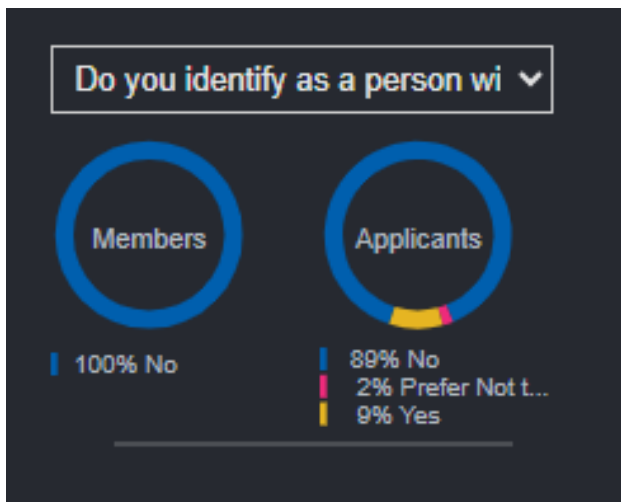 Do you identify as a person wi
Members
Applicants
100% No
89% No
2% Prefer Not t...
9% Yes